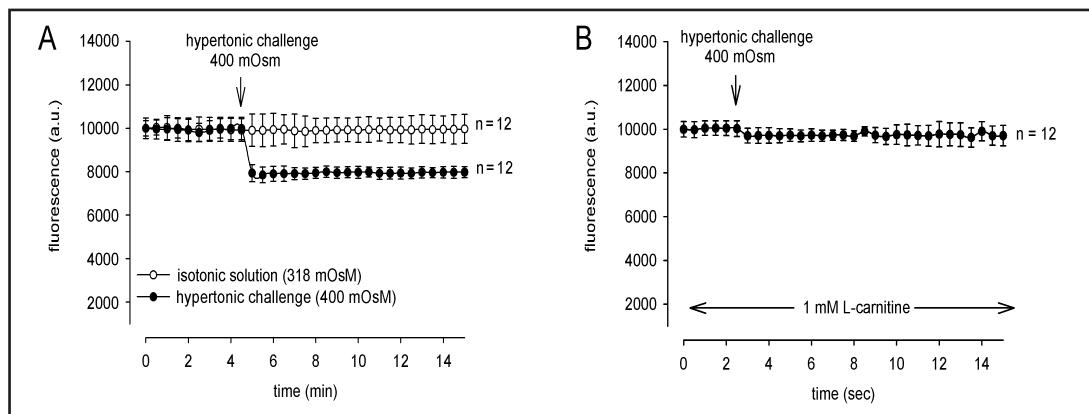 A
hypertonic challenge
400 mOsm
14000
12000
10000
8000
6000
4000
2000
fluorescence (a.u.)
n = 12
n = 12
isotonic solution (318 mOsM)
hypertonic challenge (400 mOsM)
0 2 4 6 8 10 12 14
time (min)
B
hypertonic challenge
400 mOsm
14000
12000
10000
8000
6000
4000
2000
fluorescence (a.u.)
n = 12
1 mM L-carnitine
0 2 4 6 8 10 12 14
time (sec)